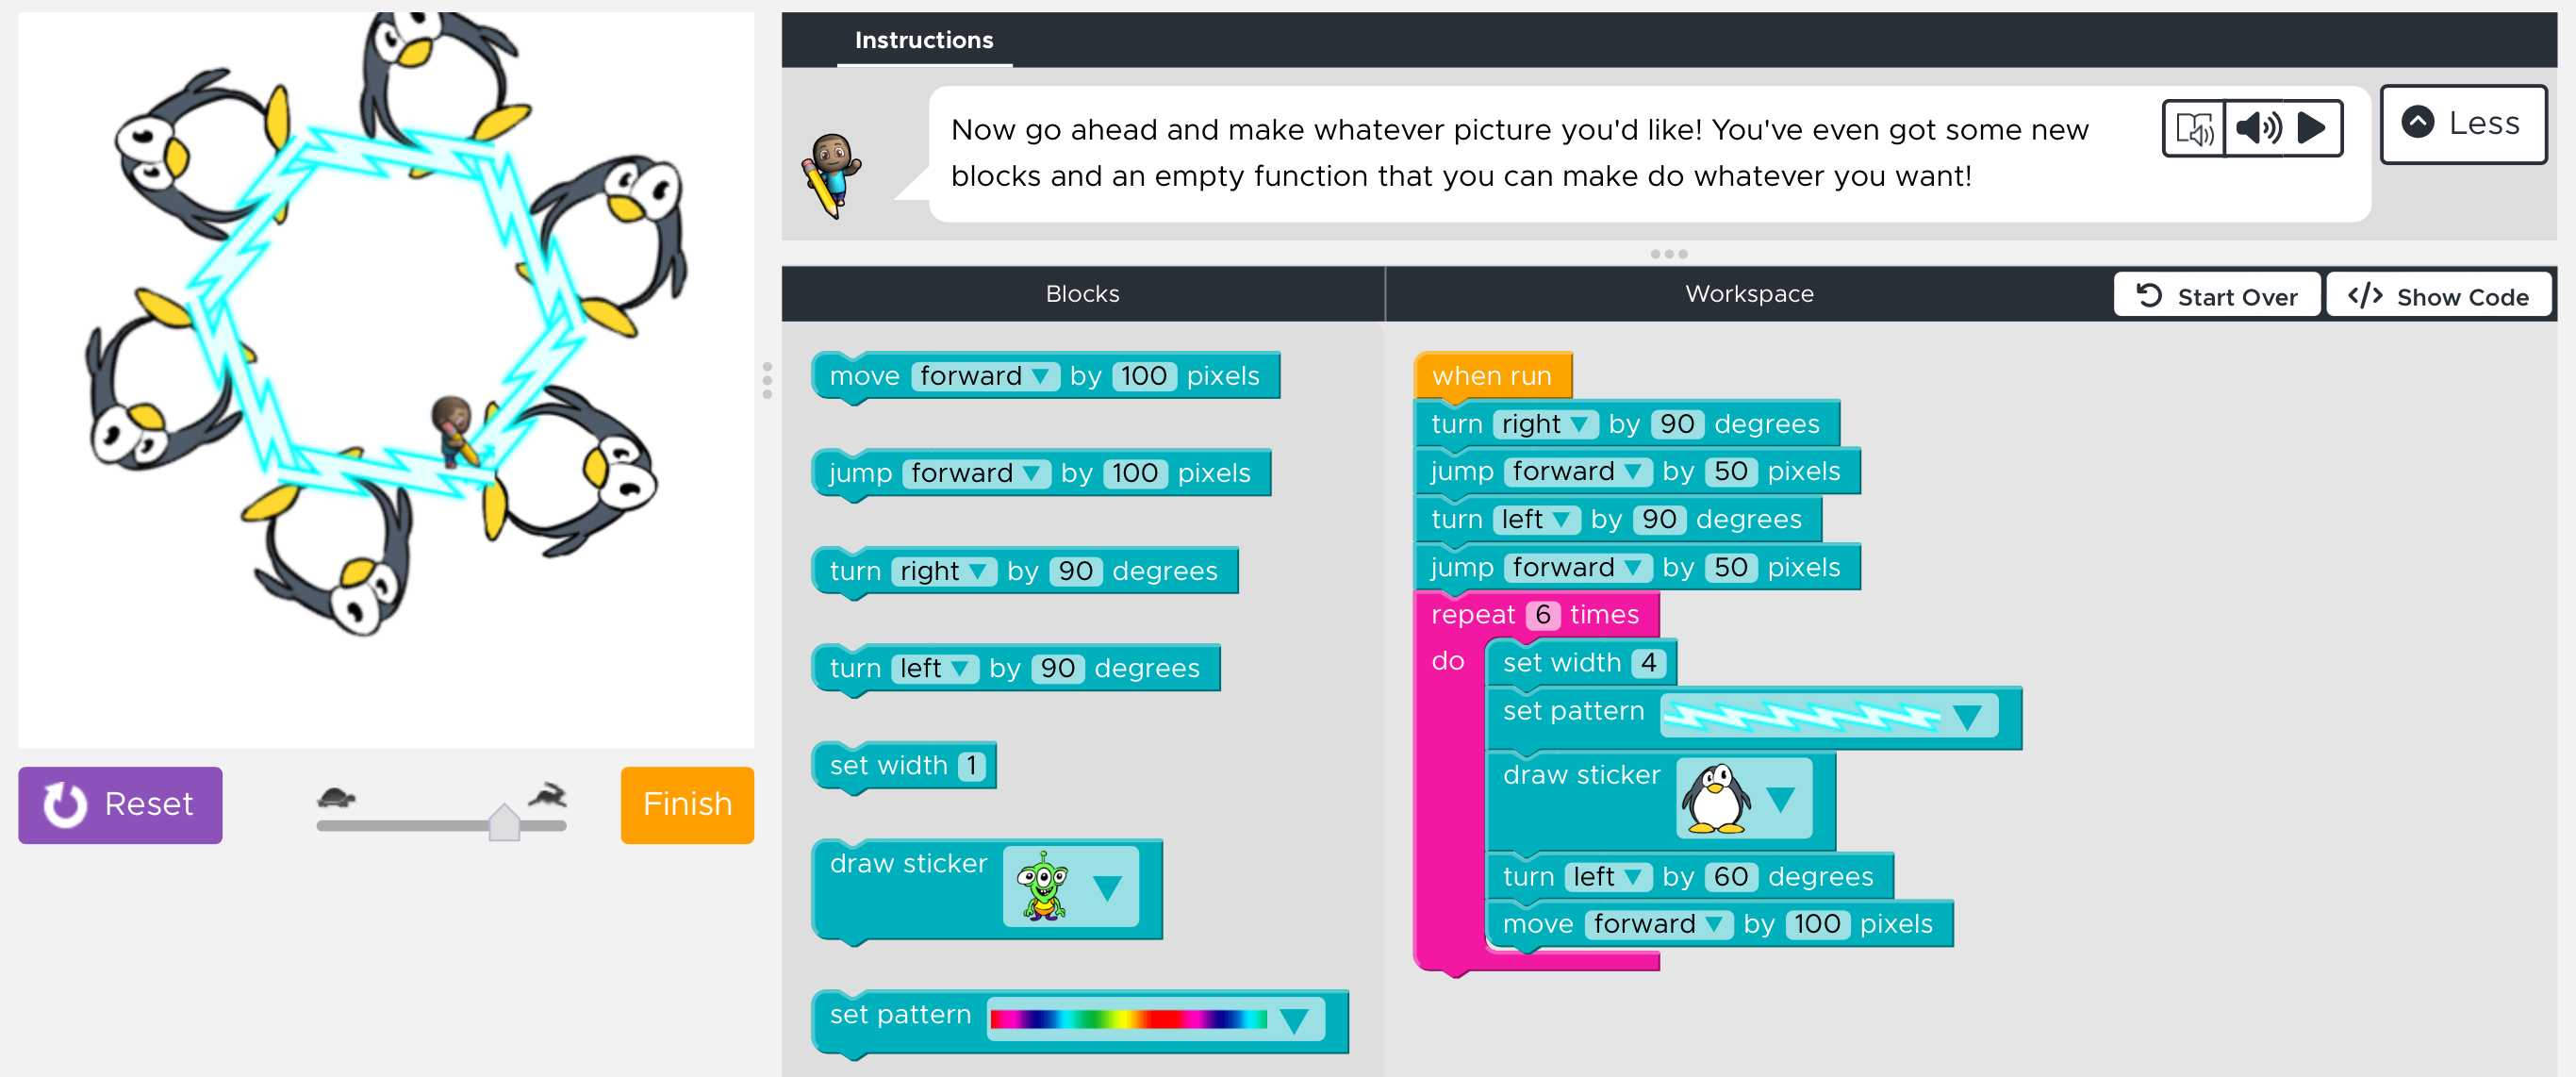 Instructions
Now go ahead and make whatever picture you'd like! You've even got some new
blocks and an empty function that you can make do whatever you want!
Less
Blocks
Workspace
Start Over
</> Show Code
move forward by 100 pixels
jump forward by 100 pixels
turn right by 90 degrees
turn left by 90 degrees
set width 1
draw sticker
set pattern
when run
turn right by 90 degrees
jump forward by 50 pixels
turn left by 90 degrees
jump forward by 50 pixels
repeat 6 times
do
set width 4
set pattern
draw sticker
turn left by 60 degrees
move forward by 100 pixels
Reset
Finish